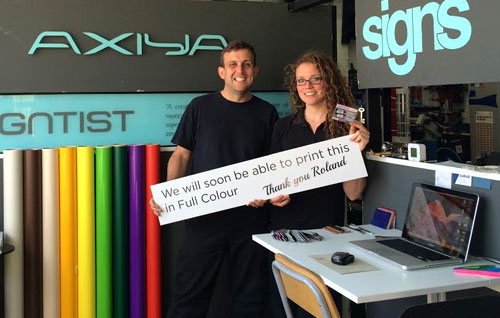 AXIYA
signs
GNTIST
We will soon be able to print this
in Full Colour
Thank you Roland